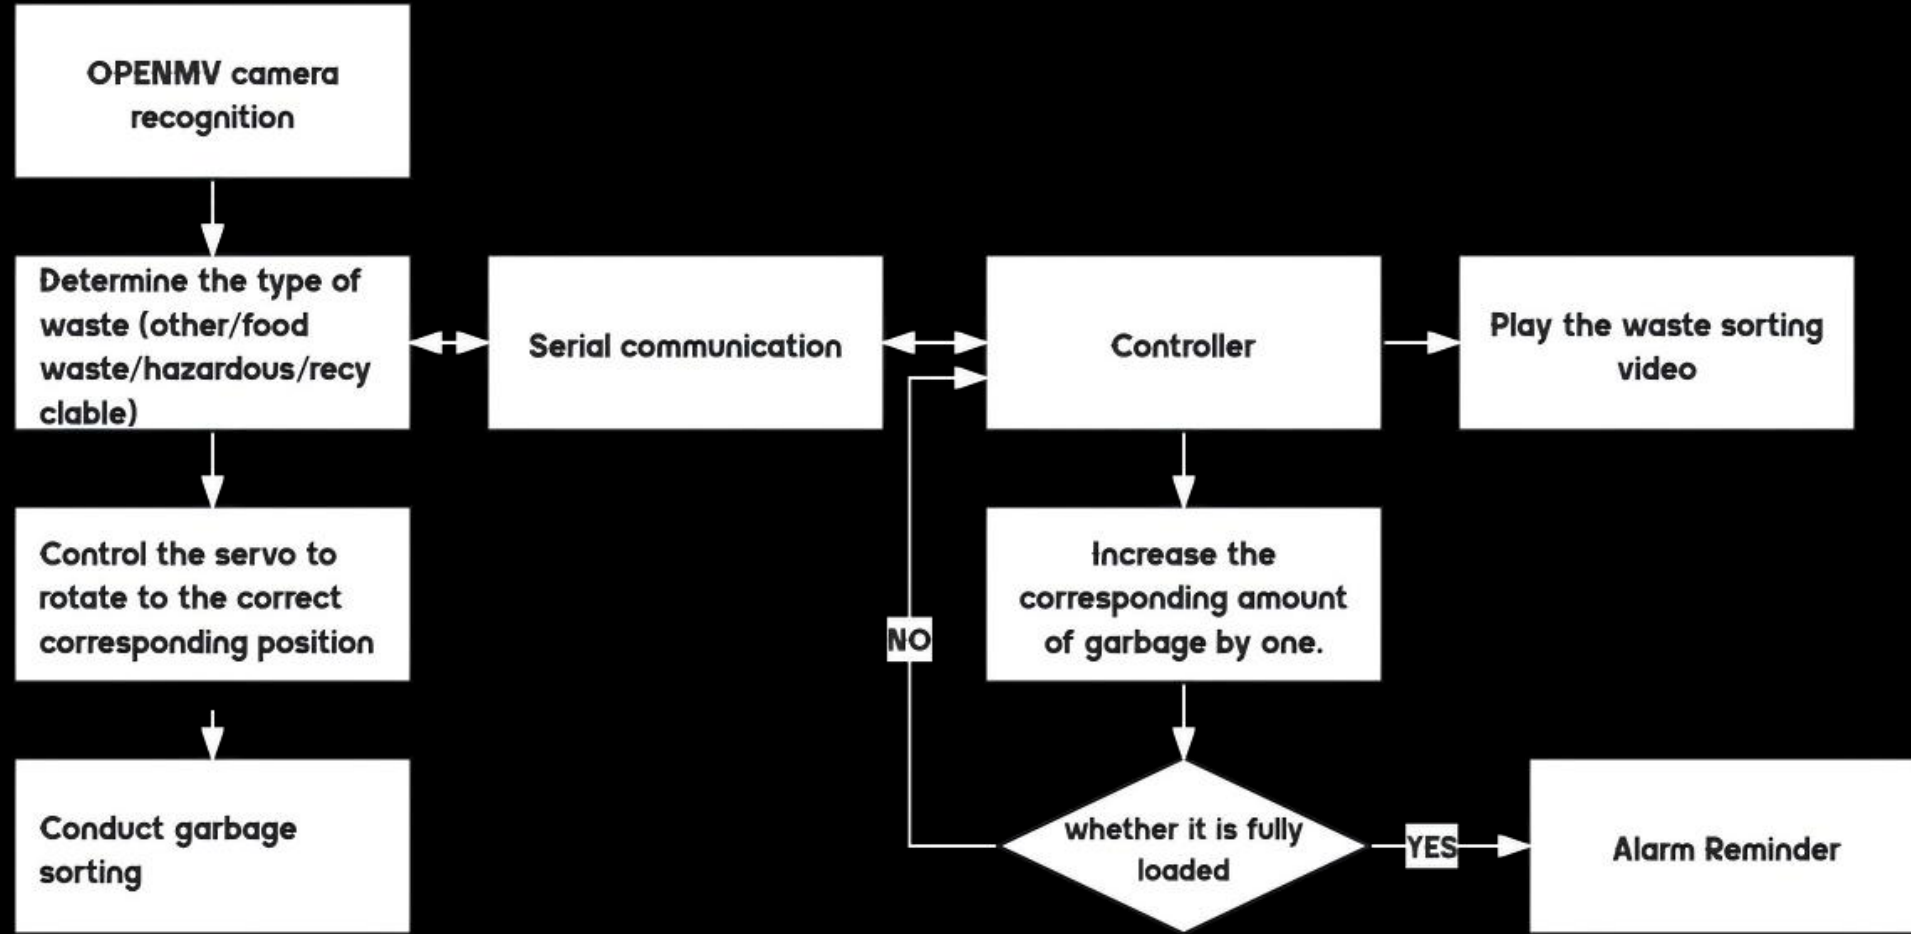 OPENMV camera
recognition
Determine the type of
waste (other/food
waste/hazardous/recy
clable)
Serial communication
Controller
Play the waste sorting
video
Control the servo to
rotate to the correct
corresponding position
Increase the
corresponding amount
of garbage by one.
NO
Conduct garbage
sorting
whether it is fully
loaded
YES
Alarm Reminder